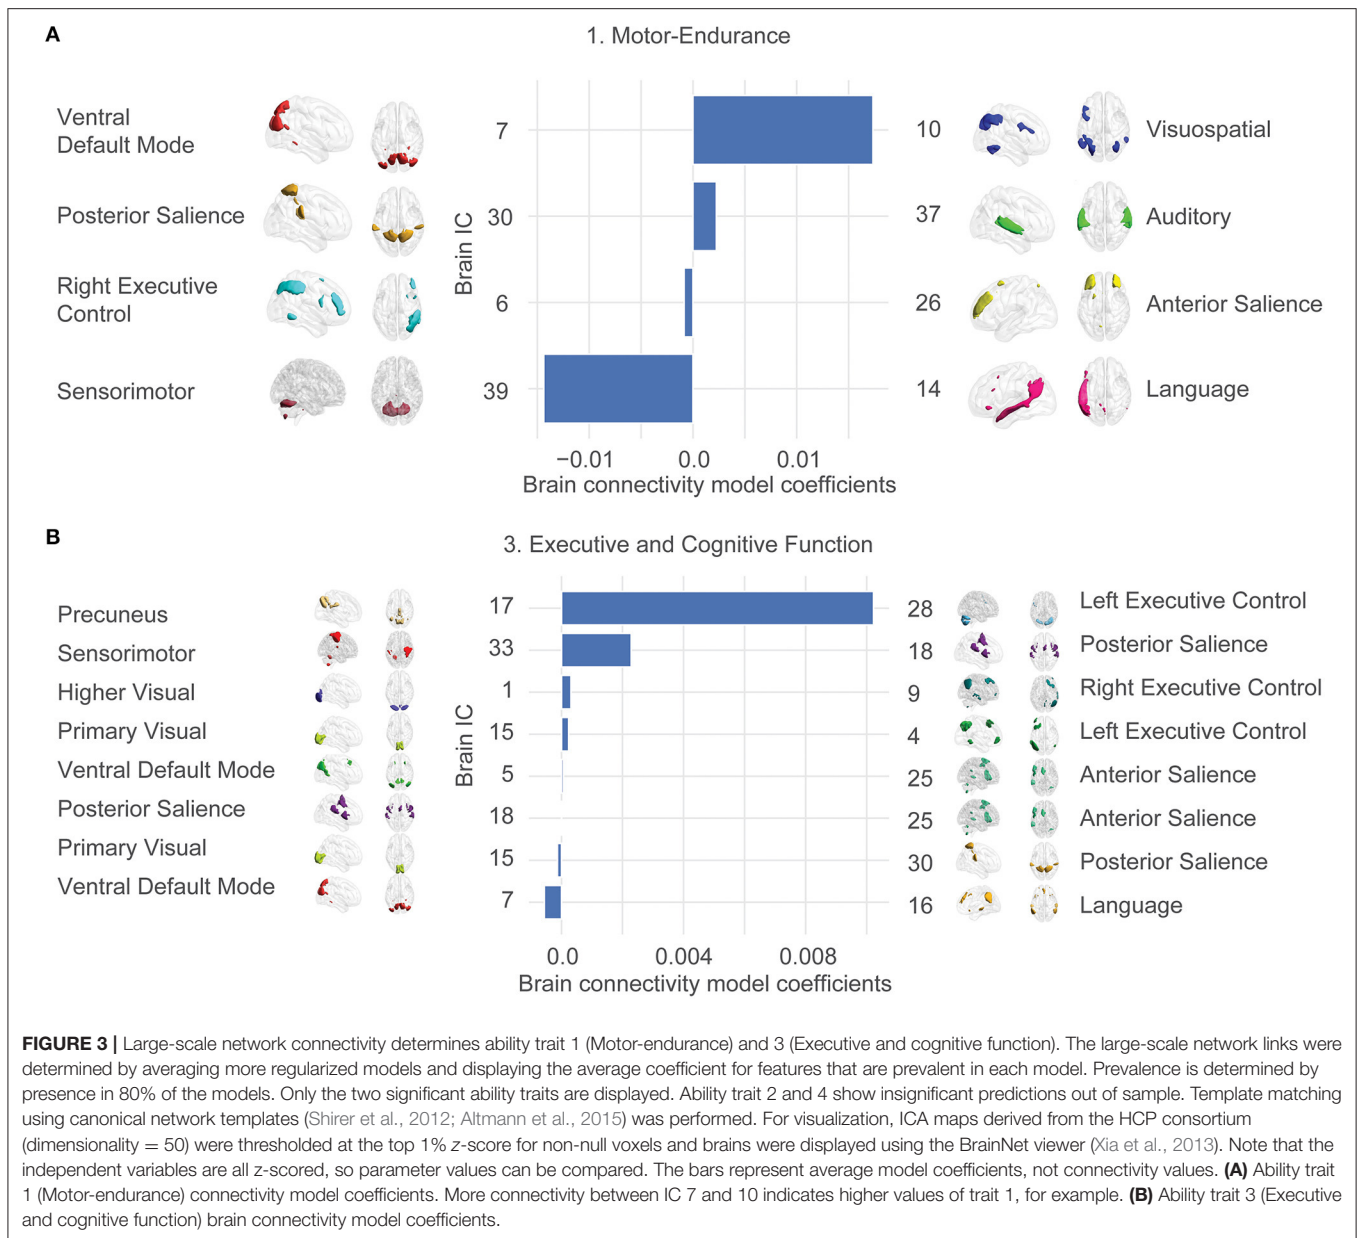 A
1. Motor-Endurance
Ventral
Default Mode
Posterior Salience
Right Executive
Control
Sensorimotor
Brain IC
7
30
6
39
10
37
26
14
Visuospatial
Auditory
Anterior Salience
Language
−0.01
0.0
0.01
Brain connectivity model coefficients
B
3. Executive and Cognitive Function
Precuneus
Sensorimotor
Higher Visual
Primary Visual
Ventral Default Mode
Posterior Salience
Primary Visual
Ventral Default Mode
Brain IC
17
33
1
15
5
18
15
7
28
18
9
4
25
25
30
16
Left Executive Control
Posterior Salience
Right Executive Control
Left Executive Control
Anterior Salience
Anterior Salience
Posterior Salience
Language
0.0
0.004
0.008
Brain connectivity model coefficients
FIGURE 3 | Large-scale network connectivity determines ability trait 1 (Motor-endurance) and 3 (Executive and cognitive function). The large-scale network links were
determined by averaging more regularized models and displaying the average coefficient for features that are prevalent in each model. Prevalence is determined by
presence in 80% of the models. Only the two significant ability traits are displayed. Ability trait 2 and 4 show insignificant predictions out of sample. Template matching
using canonical network templates (Shirer et al., 2012; Altmann et al., 2015) was performed. For visualization, ICA maps derived from the HCP consortium
(dimensionality = 50) were thresholded at the top 1% z-score for non-null voxels and brains were displayed using the BrainNet viewer (Xia et al., 2013). Note that the
independent variables are all z-scored, so parameter values can be compared. The bars represent average model coefficients, not connectivity values. (A) Ability trait
1 (Motor-endurance) connectivity model coefficients. More connectivity between IC 7 and 10 indicates higher values of trait 1, for example. (B) Ability trait 3 (Executive
and cognitive function) brain connectivity model coefficients.